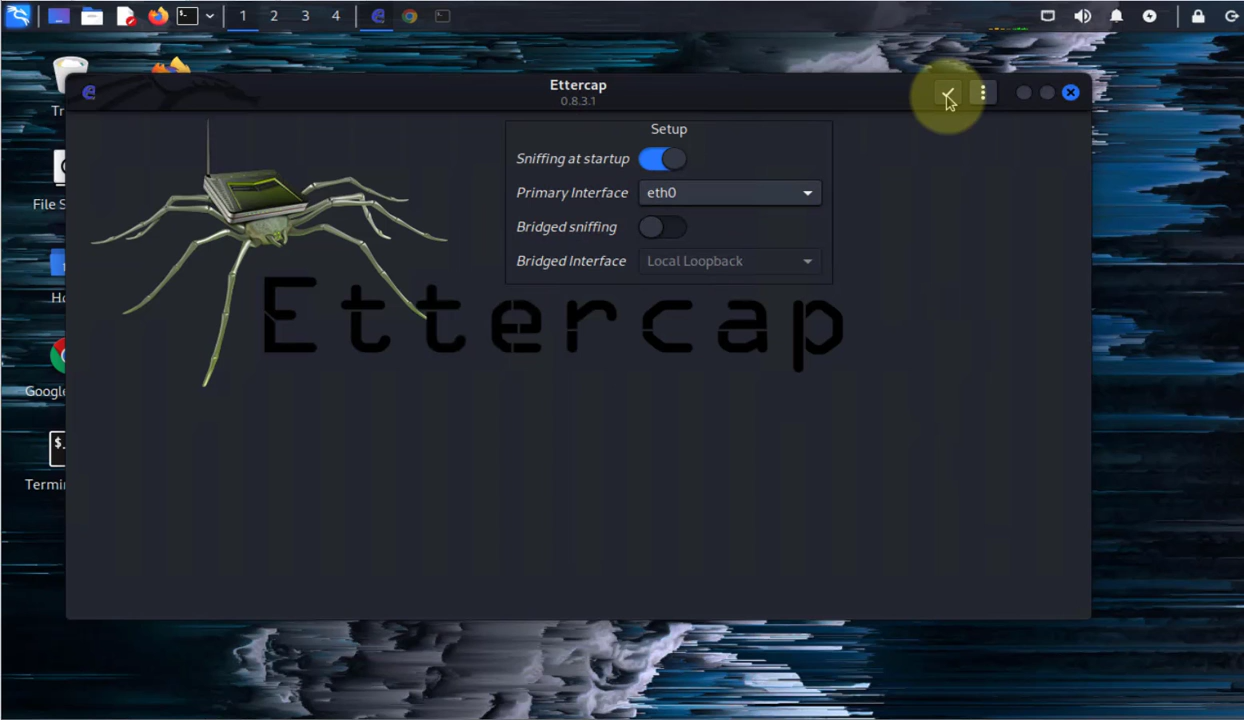 1 2 3 4
Ettercap
0.8.3.1
Setup
Sniffing at startup
Primary Interface eth0
Bridged sniffing
Bridged Interface Local Loopback
Ettercap
Tr
File S
Ho
Google
$_
Termin